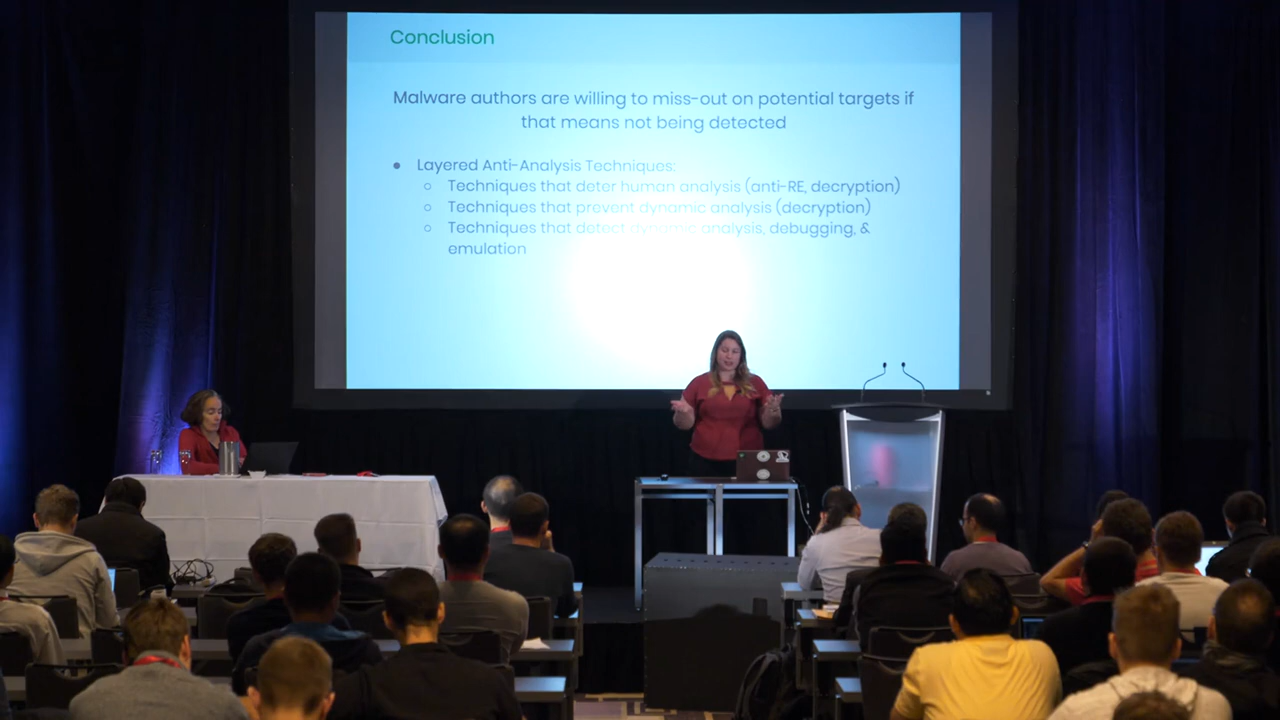 Conclusion
Malware authors are willing to miss-out on potential targets if
that means not being detected
● Layered Anti-Analysis Techniques:
○ Techniques that deter human analysis (anti-RE, decryption)
○ Techniques that prevent dynamic analysis (decryption)
○ Techniques that detect dynamic analysis, debugging, &
emulation